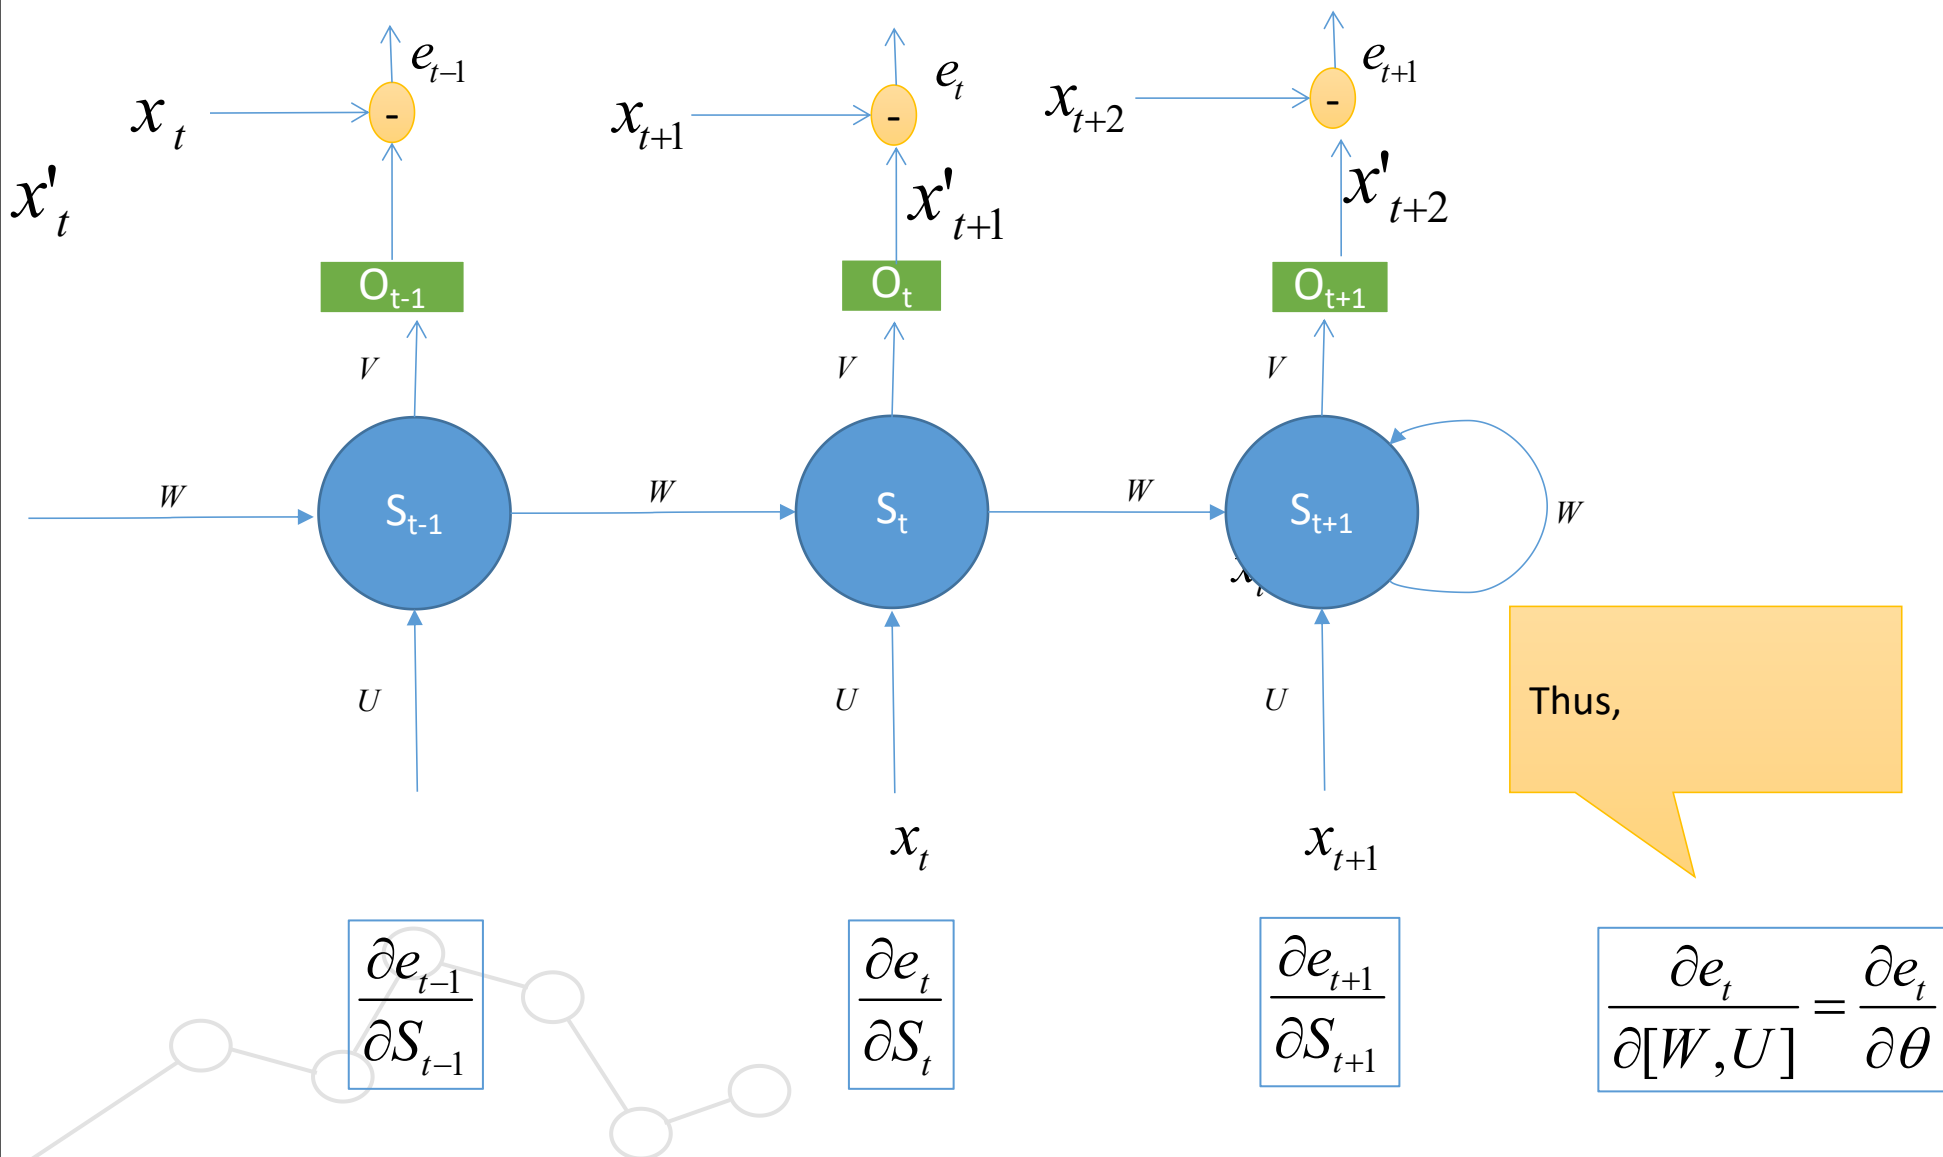 e_{t-1} e_t e_{t+1}
x_t - x_{t+1} - x_{t+2} -
x'_t x'_{t+1} x'_{t+2}
O_{t-1} O_t O_{t+1}
V V V
W S_{t-1} W S_t W S_{t+1} W
x_t
U U U Thus,
x_t x_{t+1}
∂e_{t-1}/∂S_{t-1} ∂e_t/∂S_t ∂e_{t+1}/∂S_{t+1} ∂e_t/∂[W,U] = ∂e_t/∂θ